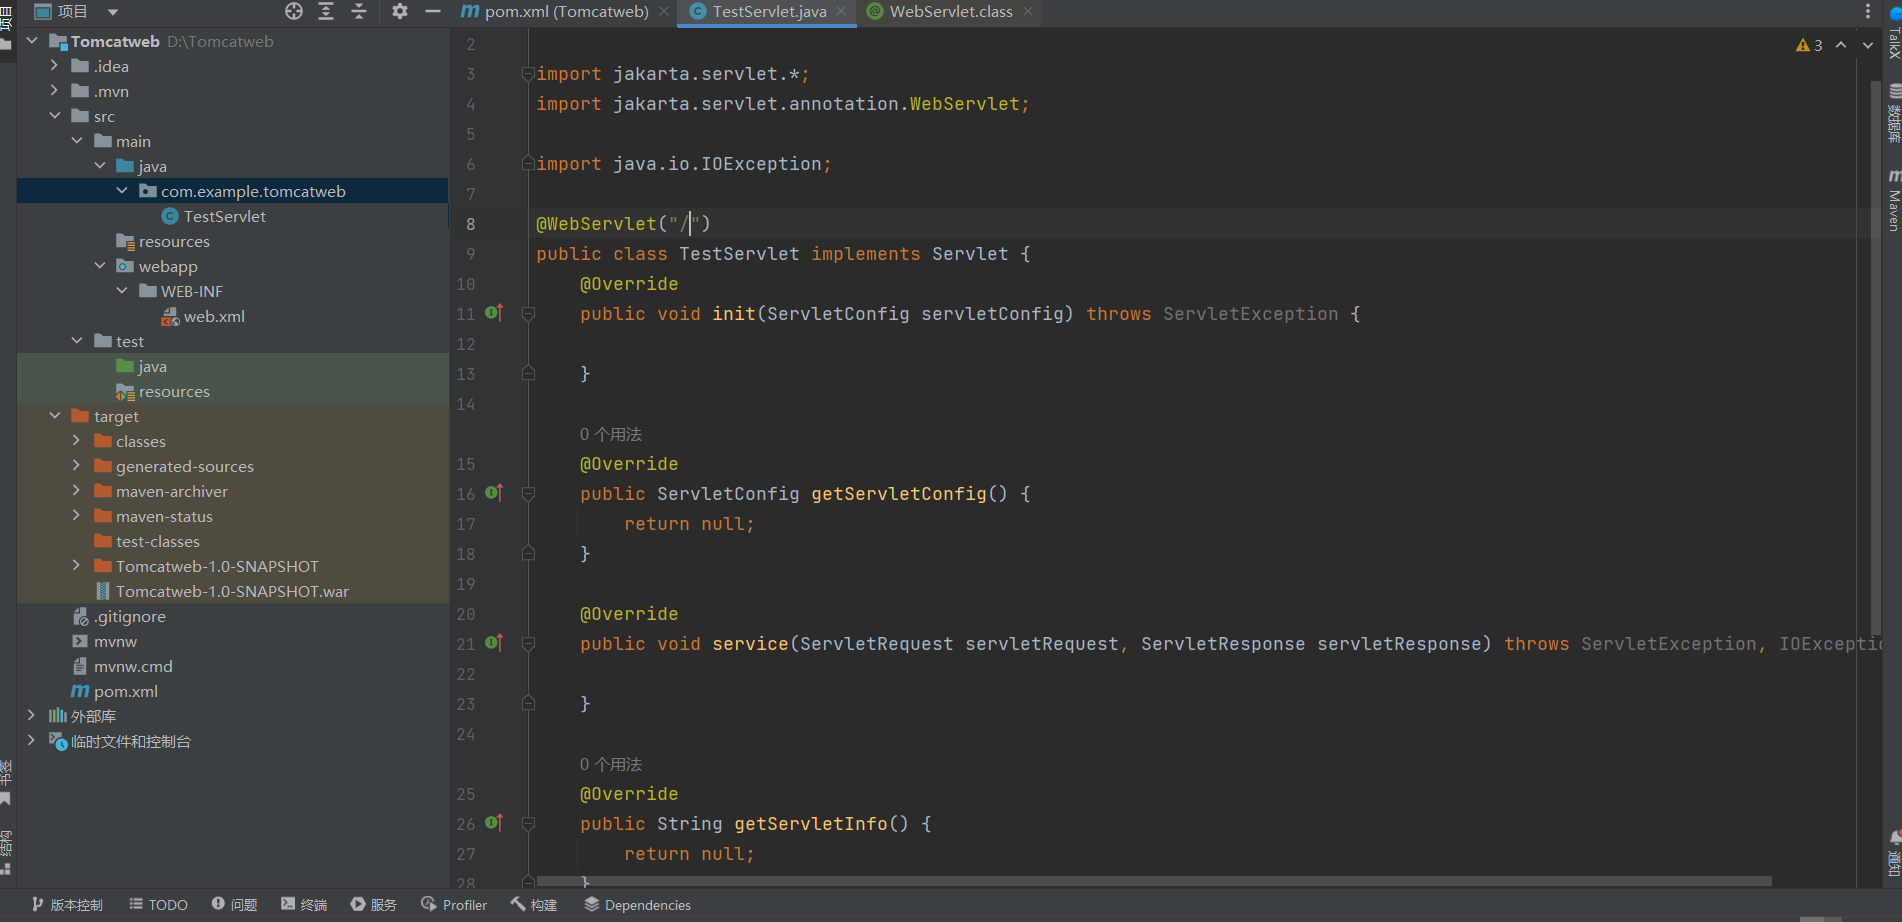 项目
pom.xml (Tomcatweb)
TestServlet.java
WebServlet.class
Tomcatweb D:\Tomcatweb
.idea
.mvn
src
main
java
com.example.tomcatweb
TestServlet
resources
webapp
WEB-INF
web.xml
test
java
resources
target
classes
generated-sources
maven-archiver
maven-status
test-classes
Tomcatweb-1.0-SNAPSHOT
Tomcatweb-1.0-SNAPSHOT.war
.gitignore
mvnw
mvnw.cmd
pom.xml
外部库
临时文件和控制台
项目
书签
结构
3
2
3 import jakarta.servlet.*;
4 import jakarta.servlet.annotation.WebServlet;
5
6 import java.io.IOException;
7
8 @WebServlet("/")
9 public class TestServlet implements Servlet {
10 @Override
11 public void init(ServletConfig servletConfig) throws ServletException {
12
13 }
14
0 个用法
15 @Override
16 public ServletConfig getServletConfig() {
17 return null;
18 }
19
20 @Override
21 public void service(ServletRequest servletRequest, ServletResponse servletResponse) throws ServletException, IOExceptio
22
23 }
24
0 个用法
25 @Override
26 public String getServletInfo() {
27 return null;
28 }
TalkX
数据库
Maven
通知
版本控制 TODO 问题 终端 服务 Profiler 构建 Dependencies